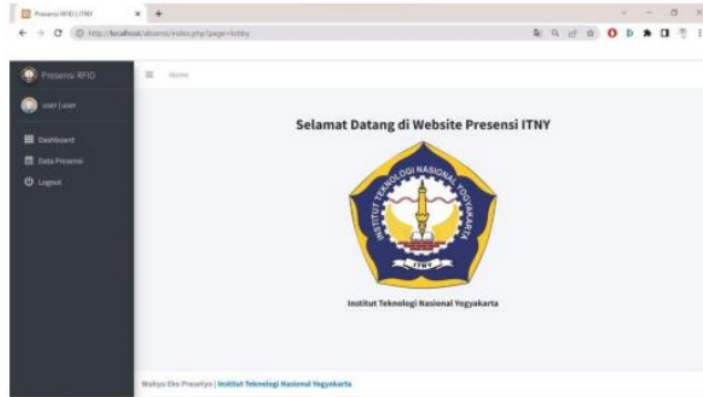 Presensi RFID | ITNY
http://localhost/absensi/index.php?page=lobby
Presensi RFID
Home
user | user
Dashboard
Data Presensi
Logout
Selamat Datang di Website Presensi ITNY
INSTITUT TEKNOLOGI NASIONAL YOGYAKARTA
ITNY
Institut Teknologi Nasional Yogyakarta
Wahyu Eko Prasetyo | Institut Teknologi Nasional Yogyakarta